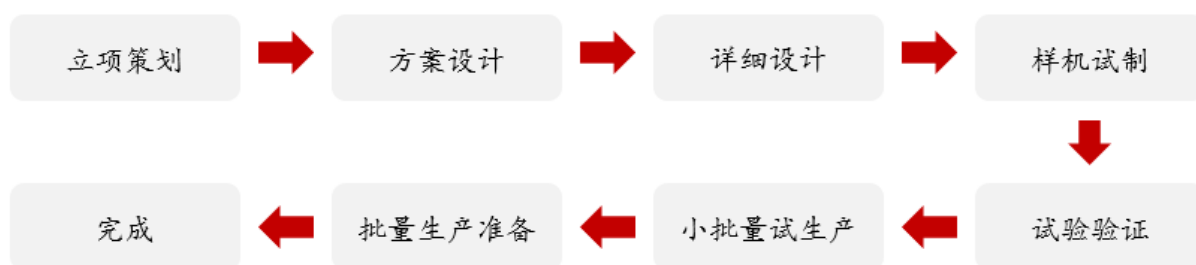 立项策划
方案设计
详细设计
样机试制
试验验证
小批量试生产
批量生产准备
完成